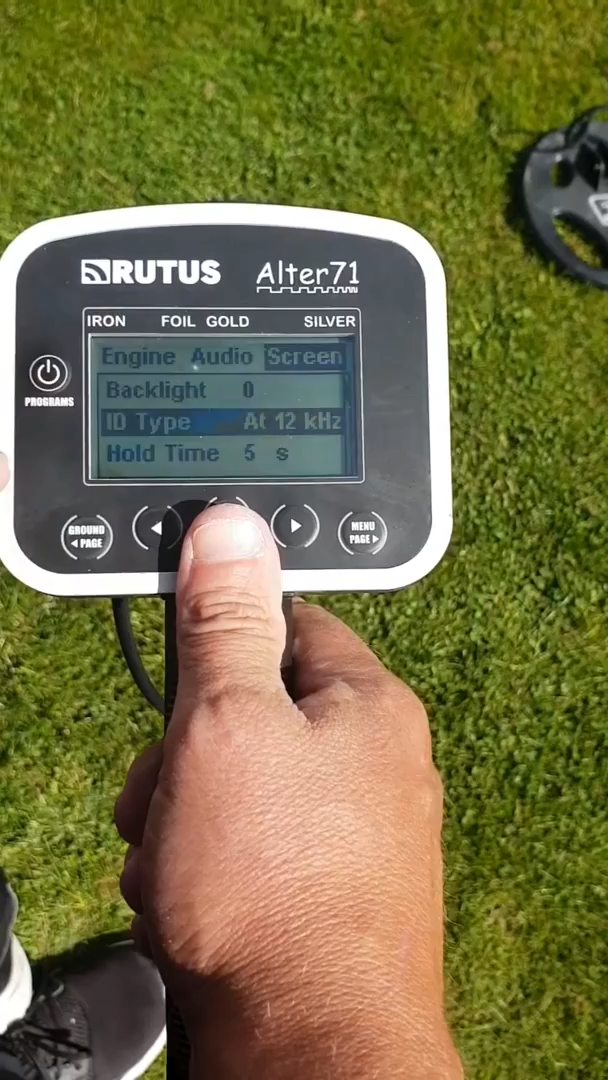 RUTUS Alter71
IRON FOIL GOLD SILVER
Engine Audio Screen
Backlight 0
ID Type At 12 kHz
Hold Time 5 s
PROGRAMS
GROUND
PAGE
MENU
PAGE